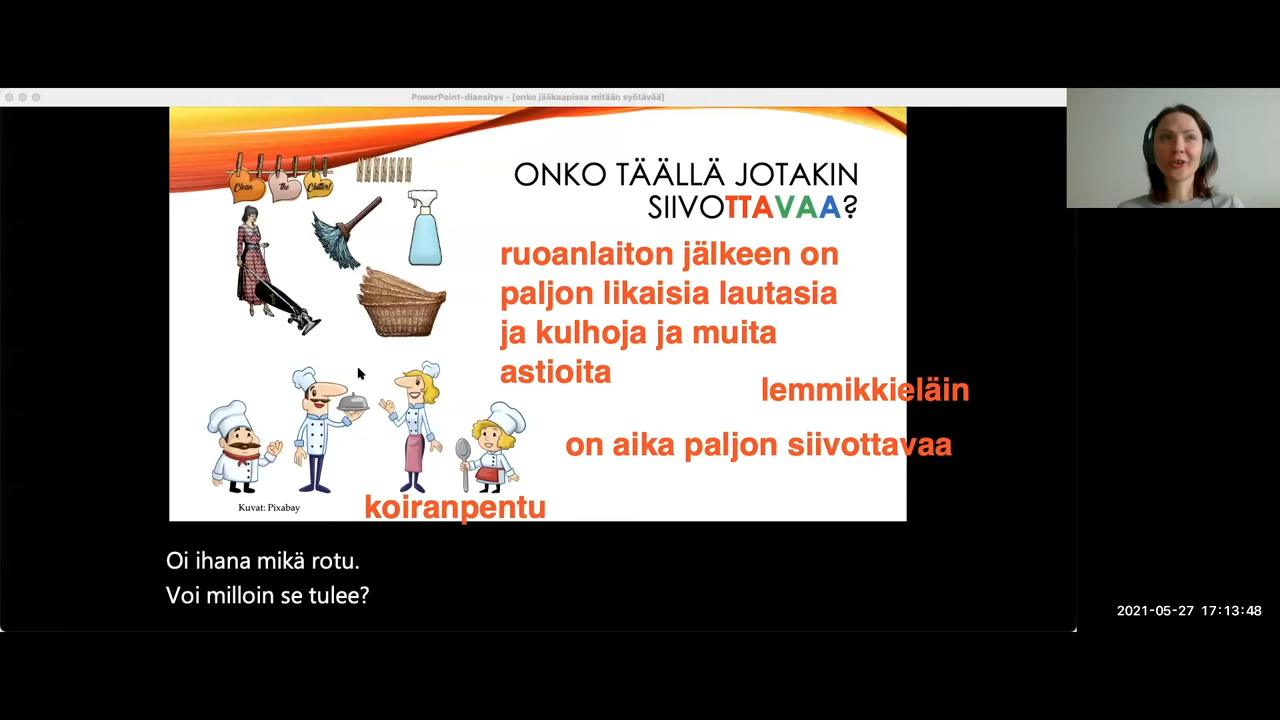 PowerPoint-diaesitys - [onko jääkaapissa mitään syötävää]
Clean the Clutter!
ONKO TÄÄLLÄ JOTAKIN
SIIVOTTAVAA?
ruoanlaiton jälkeen on
paljon likaisia lautasia
ja kulhoja ja muita
astioita
lemmikkieläin
on aika paljon siivottavaa
koiranpentu
Kuvat: Pixabay
Oi ihana mikä rotu.
Voi milloin se tulee?
2021-05-27 17:13:48